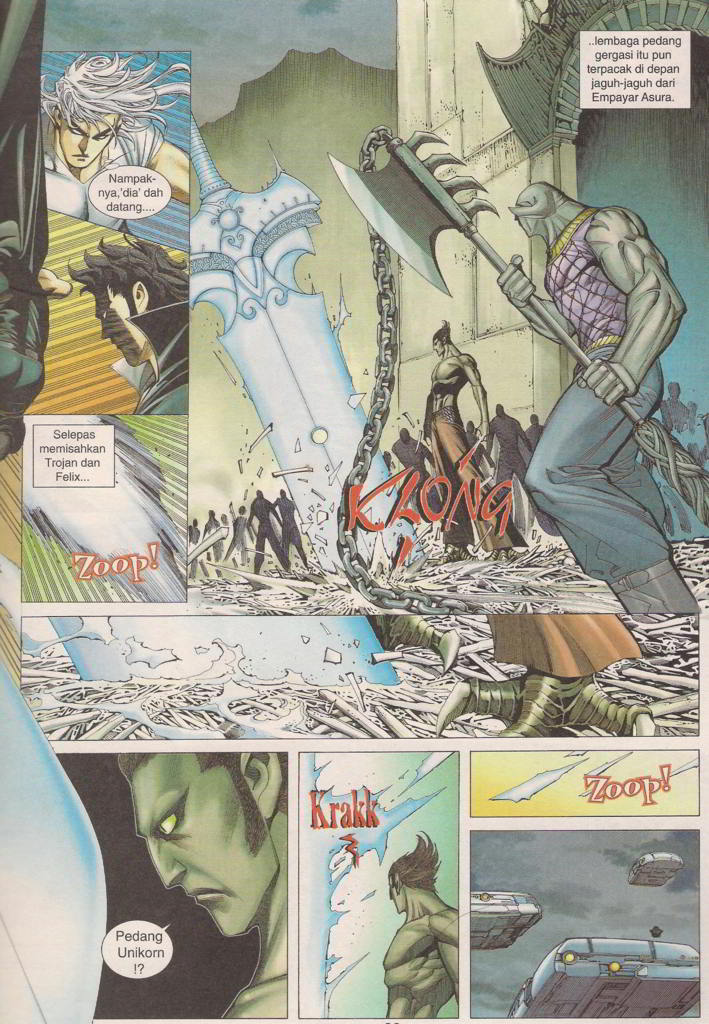 Nampak-
nya,'dia' dah
datang....
Selepas
memisahkan
Trojan dan
Felix...
Zoop!
..lembaga pedang
gergasi itu pun
terpacak di depan
jaguh-jaguh dari
Empayar Asura.
KLONG
!
Pedang
Unikorn
!?
Krakk
Zoop!